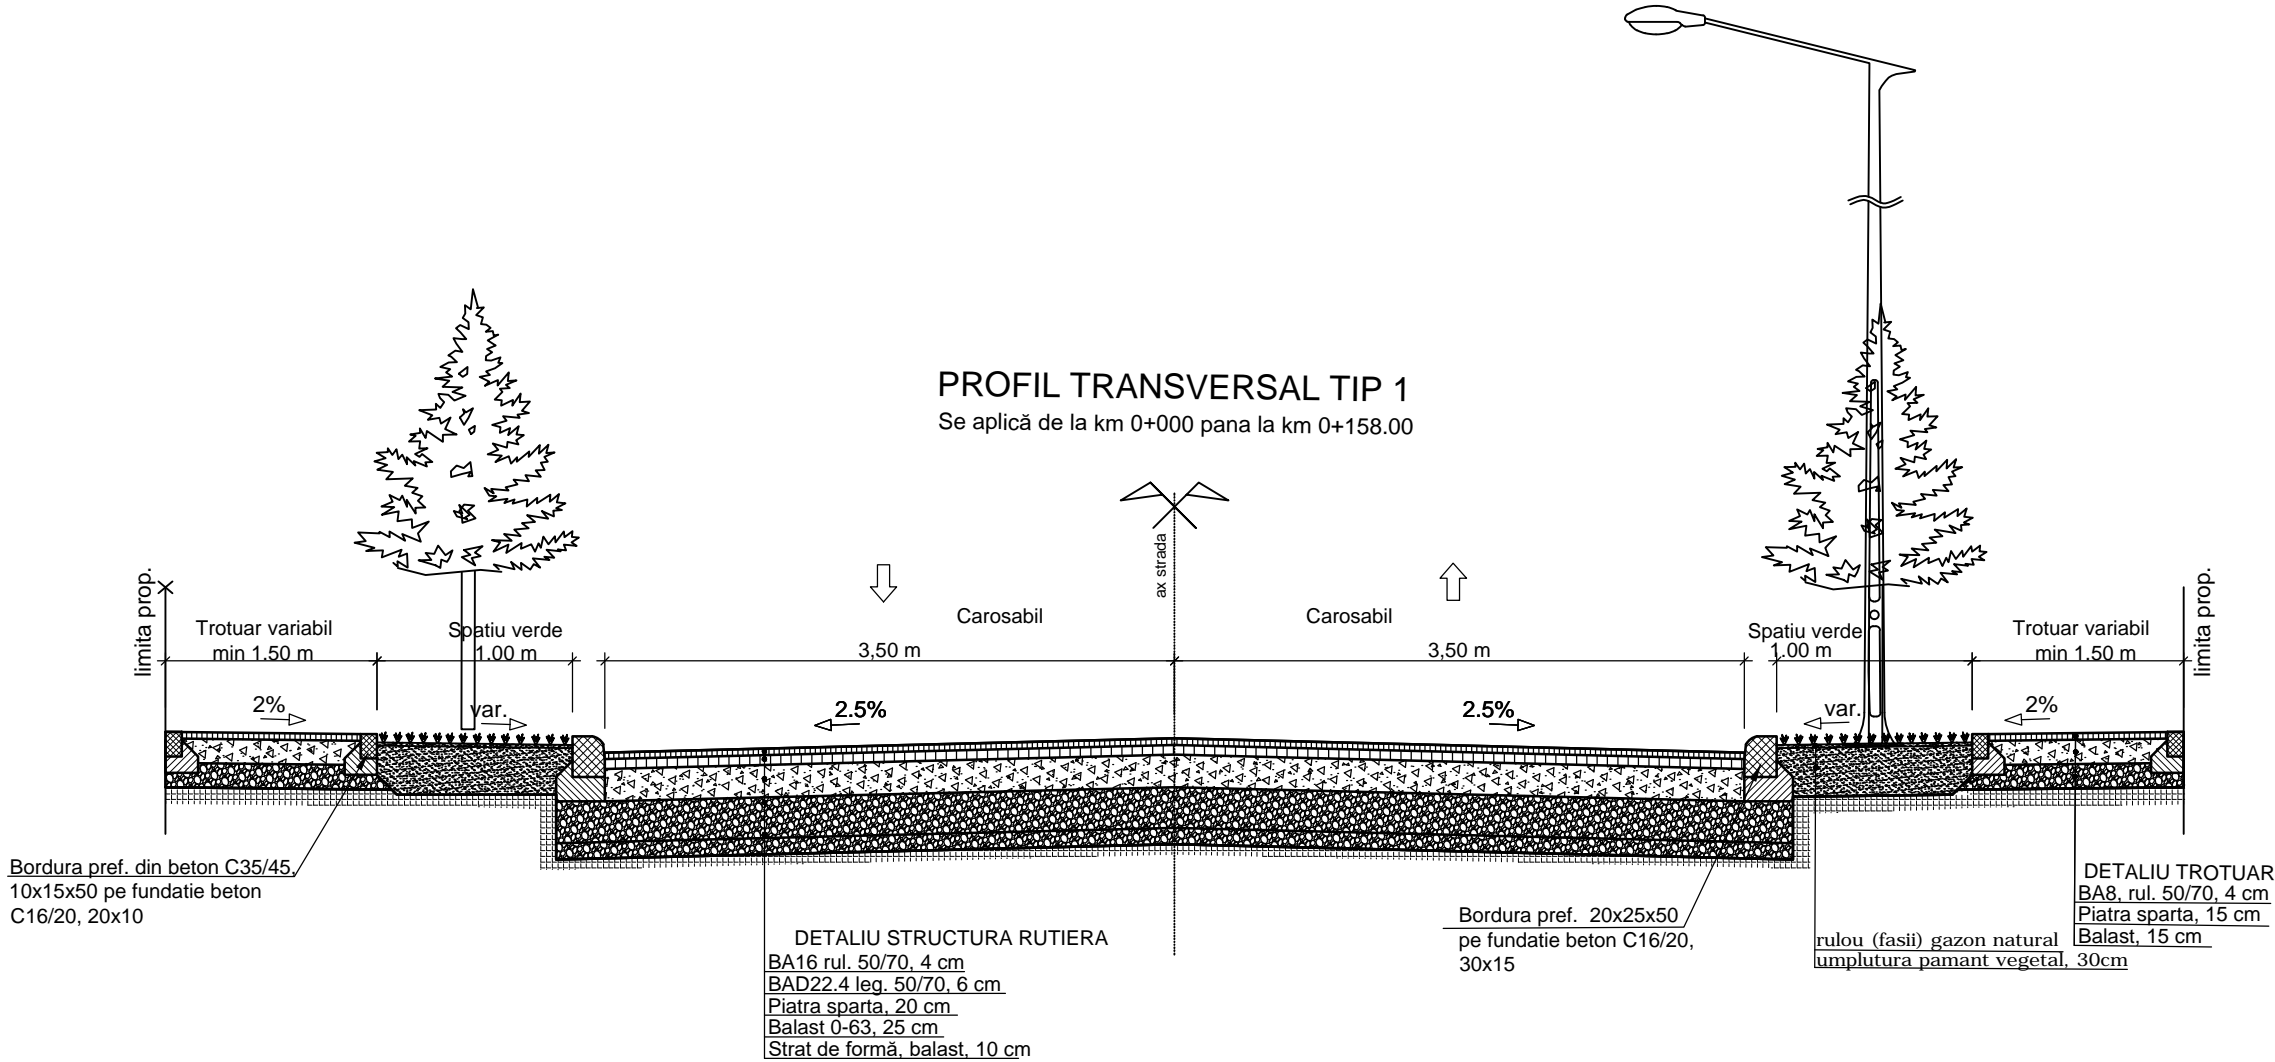 PROFIL TRANSVERSAL TIP 1
Se aplică de la km 0+000 pana la km 0+158.00
ax strada
limita prop.
Trotuar variabil
min 1.50 m
Spatiu verde
1.00 m
Carosabil
3,50 m
Carosabil
3,50 m
Spatiu verde
1.00 m
Trotuar variabil
min 1.50 m
limita prop.
2%
var.
2.5%
2.5%
var.
2%
Bordura pref. din beton C35/45,
10x15x50 pe fundatie beton
C16/20, 20x10
DETALIU STRUCTURA RUTIERA
BA16 rul. 50/70, 4 cm
BAD22.4 leg. 50/70, 6 cm
Piatra sparta, 20 cm
Balast 0-63, 25 cm
Strat de formă, balast, 10 cm
Bordura pref. 20x25x50
pe fundatie beton C16/20,
30x15
rulou (fasii) gazon natural
umplutura pamant vegetal, 30cm
DETALIU TROTUAR
BA8, rul. 50/70, 4 cm
Piatra sparta, 15 cm
Balast, 15 cm